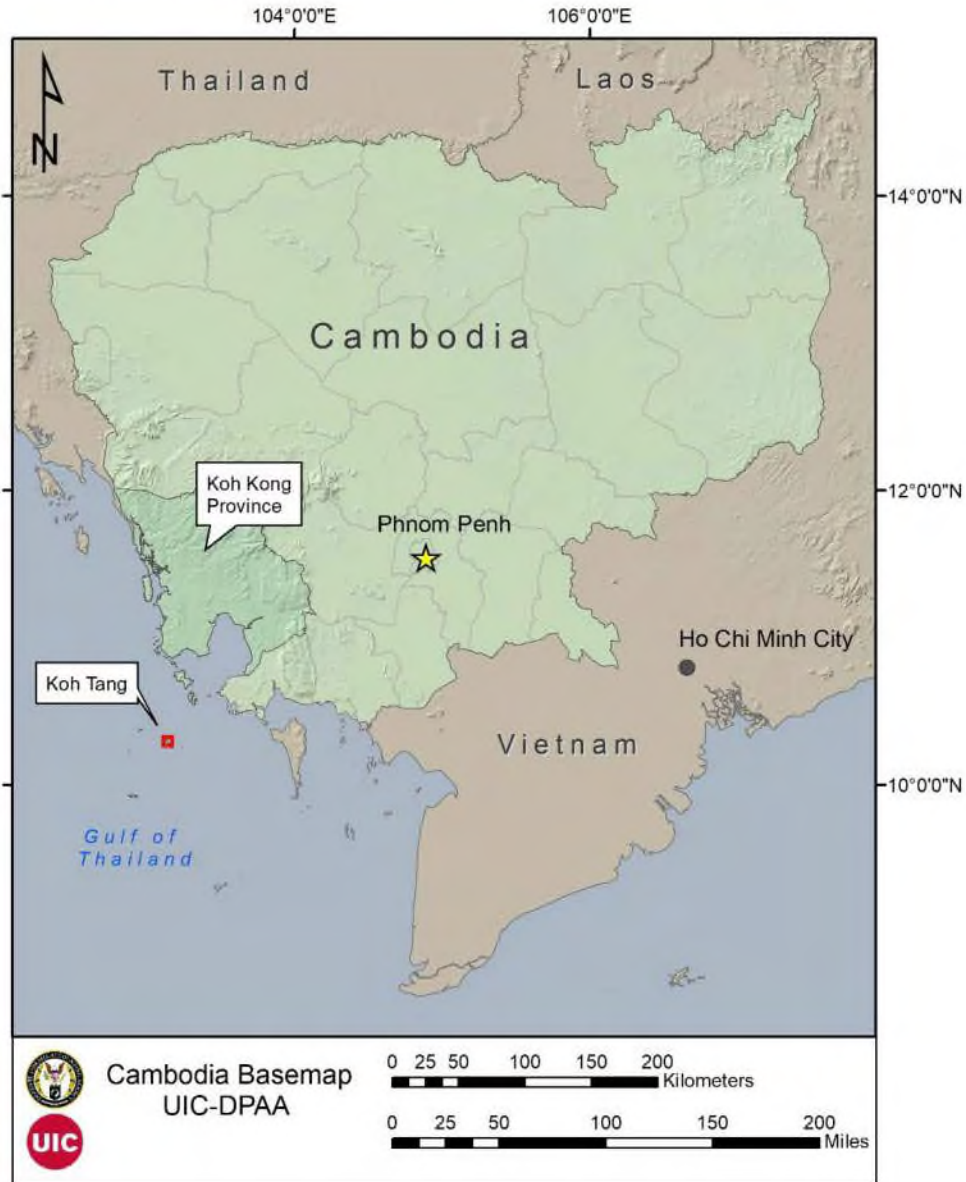 104°0'0"E
106°0'0"E
Thailand
Laos
N
14°0'0"N
Cambodia
12°0'0"N
Koh Kong
Province
Phnom Penh
Ho Chi Minh City
Koh Tang
Vietnam
10°0'0"N
Gulf of
Thailand
Cambodia Basemap
UIC-DPAA
UIC
0 25 50 100 150 200
Kilometers
0 25 50 100 150 200
Miles